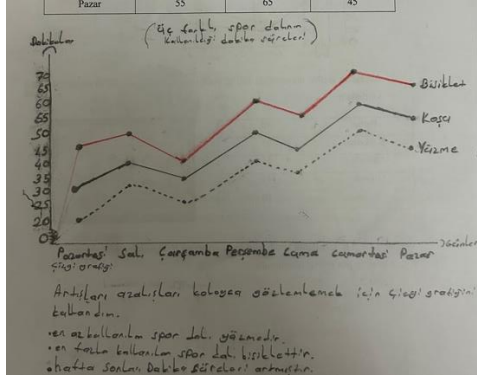 Pazar 55 65 45
(Üç farklı spor dalının
kullanıldığı dakika süreleri)
Dakikalar
70
65
60
55
50
45
40
35
30
25
20
0
Bisiklet
Koşu
Yüzme
Pazartesi Salı Çarşamba Perşembe Cuma Cumartesi Pazar
Günler
Çizgi grafiği
Artışları azalışları kolayca gözlemlemek için Çizgi grafiğini
kullandım.
• en az kullanılan spor dalı yüzmedir.
• en fazla kullanılan spor dalı bisiklettir.
• hafta sonları Dakika süreleri artmıştır.